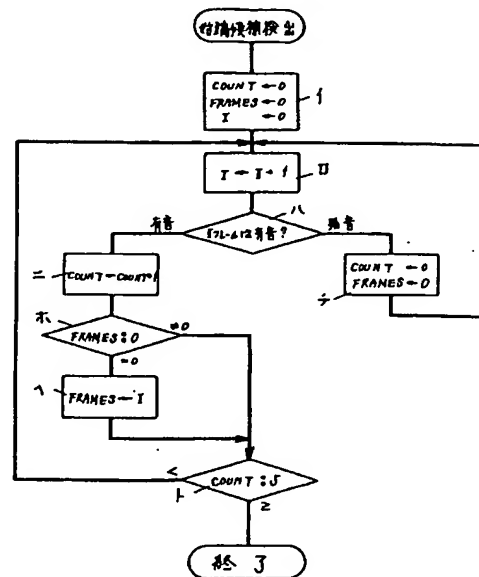 始端候補検出
COUNT ←0
FRAMES ←0
I ←0
イ
I ← I + 1
ロ
ハ
Iフレームは有音?
有音
無音
ニ
COUNT←COUNT+1
COUNT ←0
FRAMES←0
チ
ホ
FRAMES:0
≠0
=0
ヘ
FRAMES← I
<
ト
COUNT:5
≥
終了